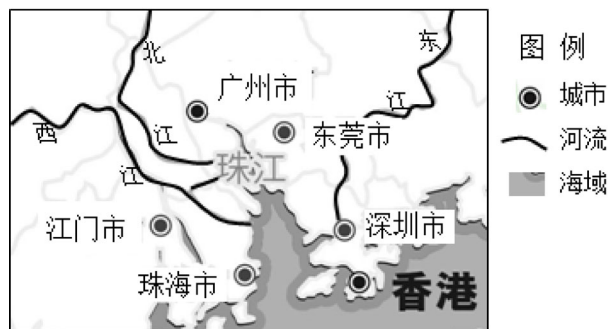 北
江
东
江
西
江
广州市
东莞市
珠江
江门市
深圳市
珠海市
香港
图例
城市
河流
海域